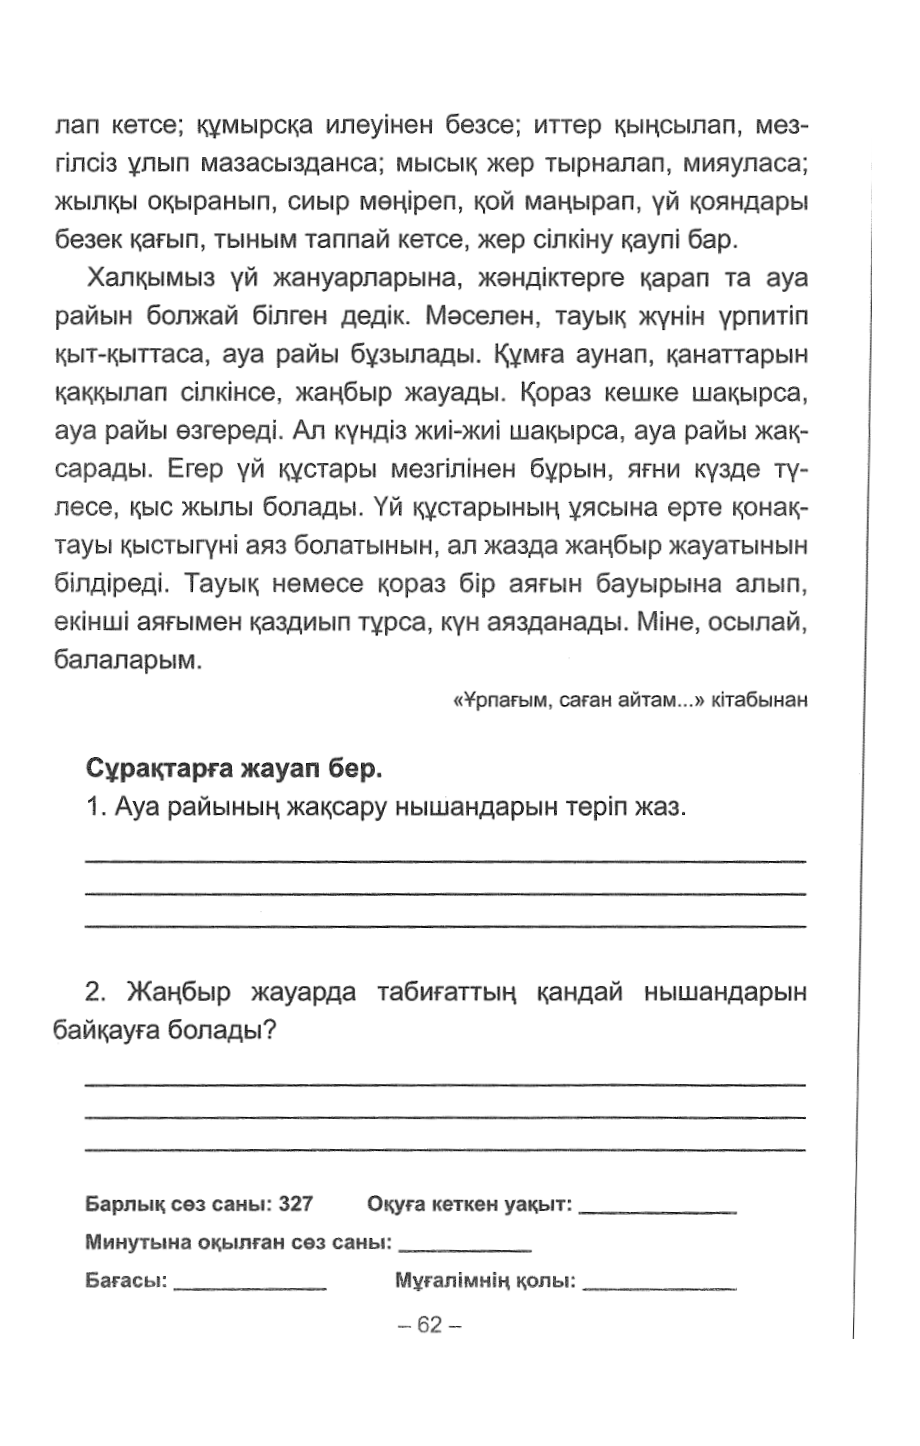 лап кетсе; құмырсқа илеуінен безсе; иттер қыңсылап, мез-
гілсіз ұлып мазасызданса; мысық жер тырналап, мияуласа;
жылқы оқыранып, сиыр мөңіреп, қой маңырап, үй қояндары
безек қағып, тыным таппай кетсе, жер сілкіну қаупі бар.
Халқымыз үй жануарларына, жәндіктерге қарап та ауа
райын болжай білген дедік. Мәселен, тауық жүнін үрпитіп
қыт-қыттаса, ауа райы бұзылады. Құмға аунап, қанаттарын
қаққылап сілкінсе, жаңбыр жауады. Қораз кешке шақырса,
ауа райы өзгереді. Ал күндіз жиі-жиі шақырса, ауа райы жақ-
сарады. Егер үй құстары мезгілінен бұрын, яғни күзде тү-
лесе, қыс жылы болады. Үй құстарының ұясына ерте қонақ-
тауы қыстыгүні аяз болатынын, ал жазда жаңбыр жауатынын
білдіреді. Тауық немесе қораз бір аяғын бауырына алып,
екінші аяғымен қаздиып тұрса, күн аязданады. Міне, осылай,
балаларым.
«Ұрпағым, саған айтам...» кітабынан
Сұрақтарға жауап бер.
1. Ауа райының жақсару нышандарын теріп жаз.
2. Жаңбыр жауарда табиғаттың қандай нышандарын
байқауға болады?
Барлық сөз саны: 327 Оқуға кеткен уақыт: ____________
Минутына оқылған сөз саны: __________
Бағасы: ____________ Мұғалімнің қолы: ____________
– 62 –